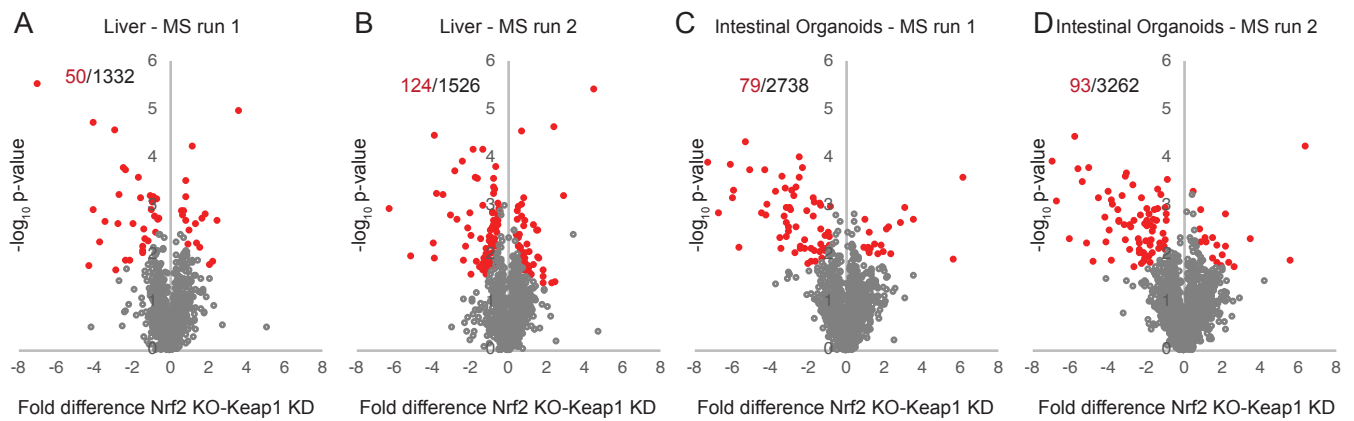 A Liver - MS run 1
50/1332
-log10 p-value
6
5
4
3
2
1
0
-8 -6 -4 -2 0 2 4 6 8
Fold difference Nrf2 KO-Keap1 KD
B Liver - MS run 2
124/1526
-log10 p-value
6
5
4
3
2
1
0
-8 -6 -4 -2 0 2 4 6 8
Fold difference Nrf2 KO-Keap1 KD
C Intestinal Organoids - MS run 1
79/2738
-log10 p-value
6
5
4
3
2
1
0
-8 -6 -4 -2 0 2 4 6 8
Fold difference Nrf2 KO-Keap1 KD
D Intestinal Organoids - MS run 2
93/3262
-log10 p-value
6
5
4
3
2
1
0
-8 -6 -4 -2 0 2 4 6 8
Fold difference Nrf2 KO-Keap1 KD